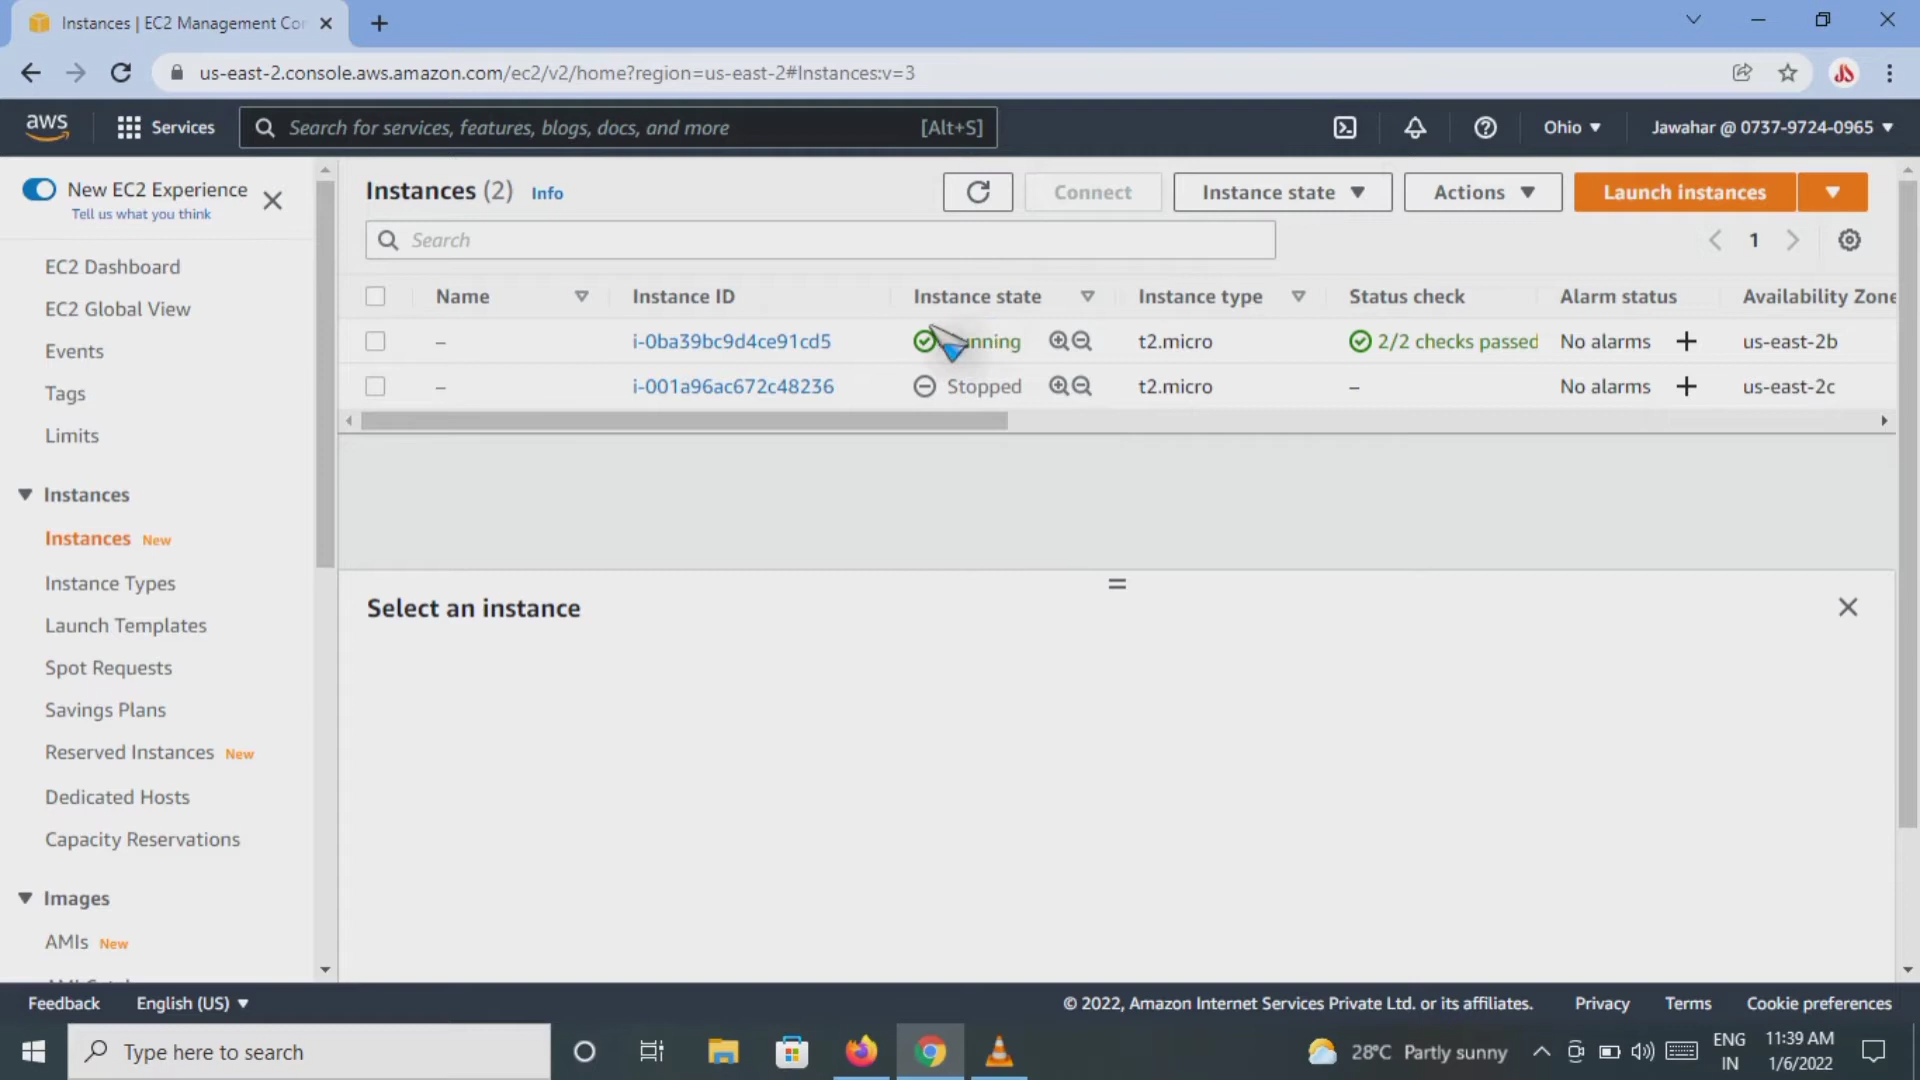 Instances | EC2 Management Con
us-east-2.console.aws.amazon.com/ec2/v2/home?region=us-east-2#Instances:v=3
aws Services Search for services, features, blogs, docs, and more [Alt+S] Ohio Jawahar @ 0737-9724-0965
New EC2 Experience
Tell us what you think
EC2 Dashboard
EC2 Global View
Events
Tags
Limits
Instances
Instances New
Instance Types
Launch Templates
Spot Requests
Savings Plans
Reserved Instances New
Dedicated Hosts
Capacity Reservations
Images
AMIs New
Instances (2) Info Connect Instance state Actions Launch instances
Search 1
Name Instance ID Instance state Instance type Status check Alarm status Availability Zone
– i-0ba39bc9d4ce91cd5 nning t2.micro 2/2 checks passed No alarms + us-east-2b
– i-001a96ac672c48236 Stopped t2.micro – No alarms + us-east-2c
Select an instance
Feedback English (US) © 2022, Amazon Internet Services Private Ltd. or its affiliates. Privacy Terms Cookie preferences
Type here to search 28°C Partly sunny ENG IN 11:39 AM 1/6/2022